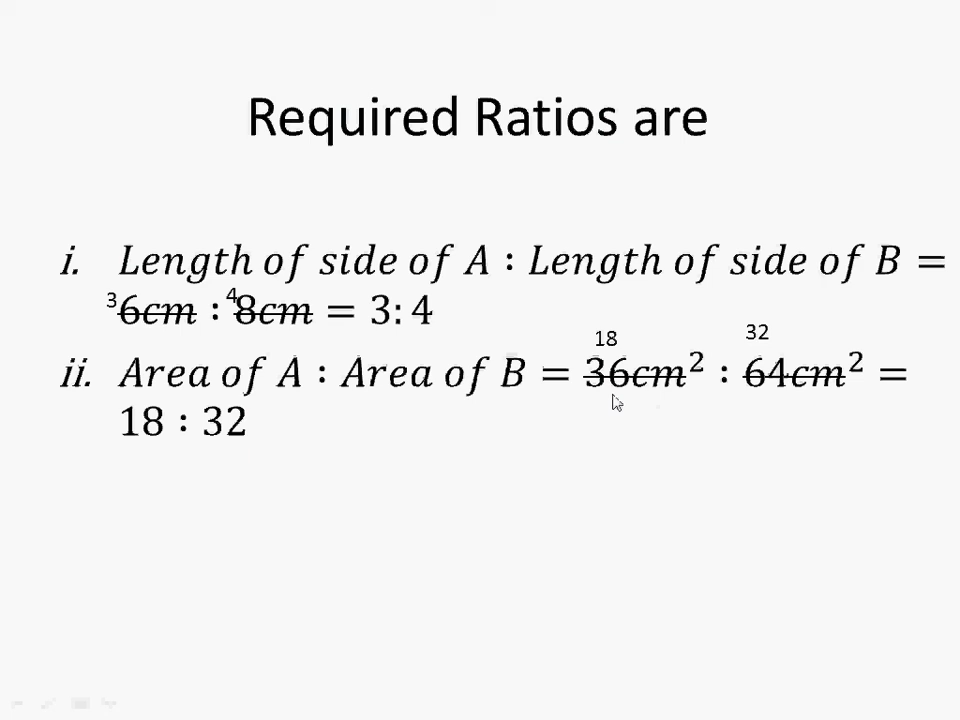 Required Ratios are
i. Length of side of A : Length of side of B =
3 4
6cm : 8cm = 3: 4
18 32
ii. Area of A : Area of B = 36cm² : 64cm² =
18 : 32